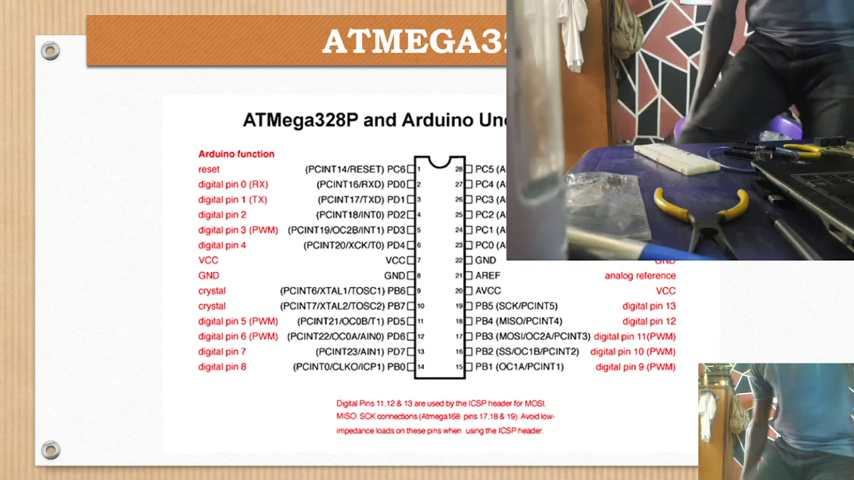 ATMEGA32
ATMega328P and Arduino Uno
Arduino function
reset (PCINT14/RESET) PC6 1 28 PC5 (A
digital pin 0 (RX) (PCINT16/RXD) PD0 2 27 PC4 (A
digital pin 1 (TX) (PCINT17/TXD) PD1 3 26 PC3 (A
digital pin 2 (PCINT18/INT0) PD2 4 25 PC2 (A
digital pin 3 (PWM) (PCINT19/OC2B/INT1) PD3 5 24 PC1 (A
digital pin 4 (PCINT20/XCK/T0) PD4 6 23 PC0 (A
VCC VCC 7 22 GND GND
GND GND 8 21 AREF analog reference
crystal (PCINT6/XTAL1/TOSC1) PB6 9 20 AVCC VCC
crystal (PCINT7/XTAL2/TOSC2) PB7 10 19 PB5 (SCK/PCINT5) digital pin 13
digital pin 5 (PWM) (PCINT21/OC0B/T1) PD5 11 18 PB4 (MISO/PCINT4) digital pin 12
digital pin 6 (PWM) (PCINT22/OC0A/AIN0) PD6 12 17 PB3 (MOSI/OC2A/PCINT3) digital pin 11(PWM)
digital pin 7 (PCINT23/AIN1) PD7 13 16 PB2 (SS/OC1B/PCINT2) digital pin 10 (PWM)
digital pin 8 (PCINT0/CLKO/ICP1) PB0 14 15 PB1 (OC1A/PCINT1) digital pin 9 (PWM)
Digital Pins 11,12 & 13 are used by the ICSP header for MOSI,
MISO, SCK connections (Atmega168 pins 17,18 & 19). Avoid low-
impedance loads on these pins when using the ICSP header.